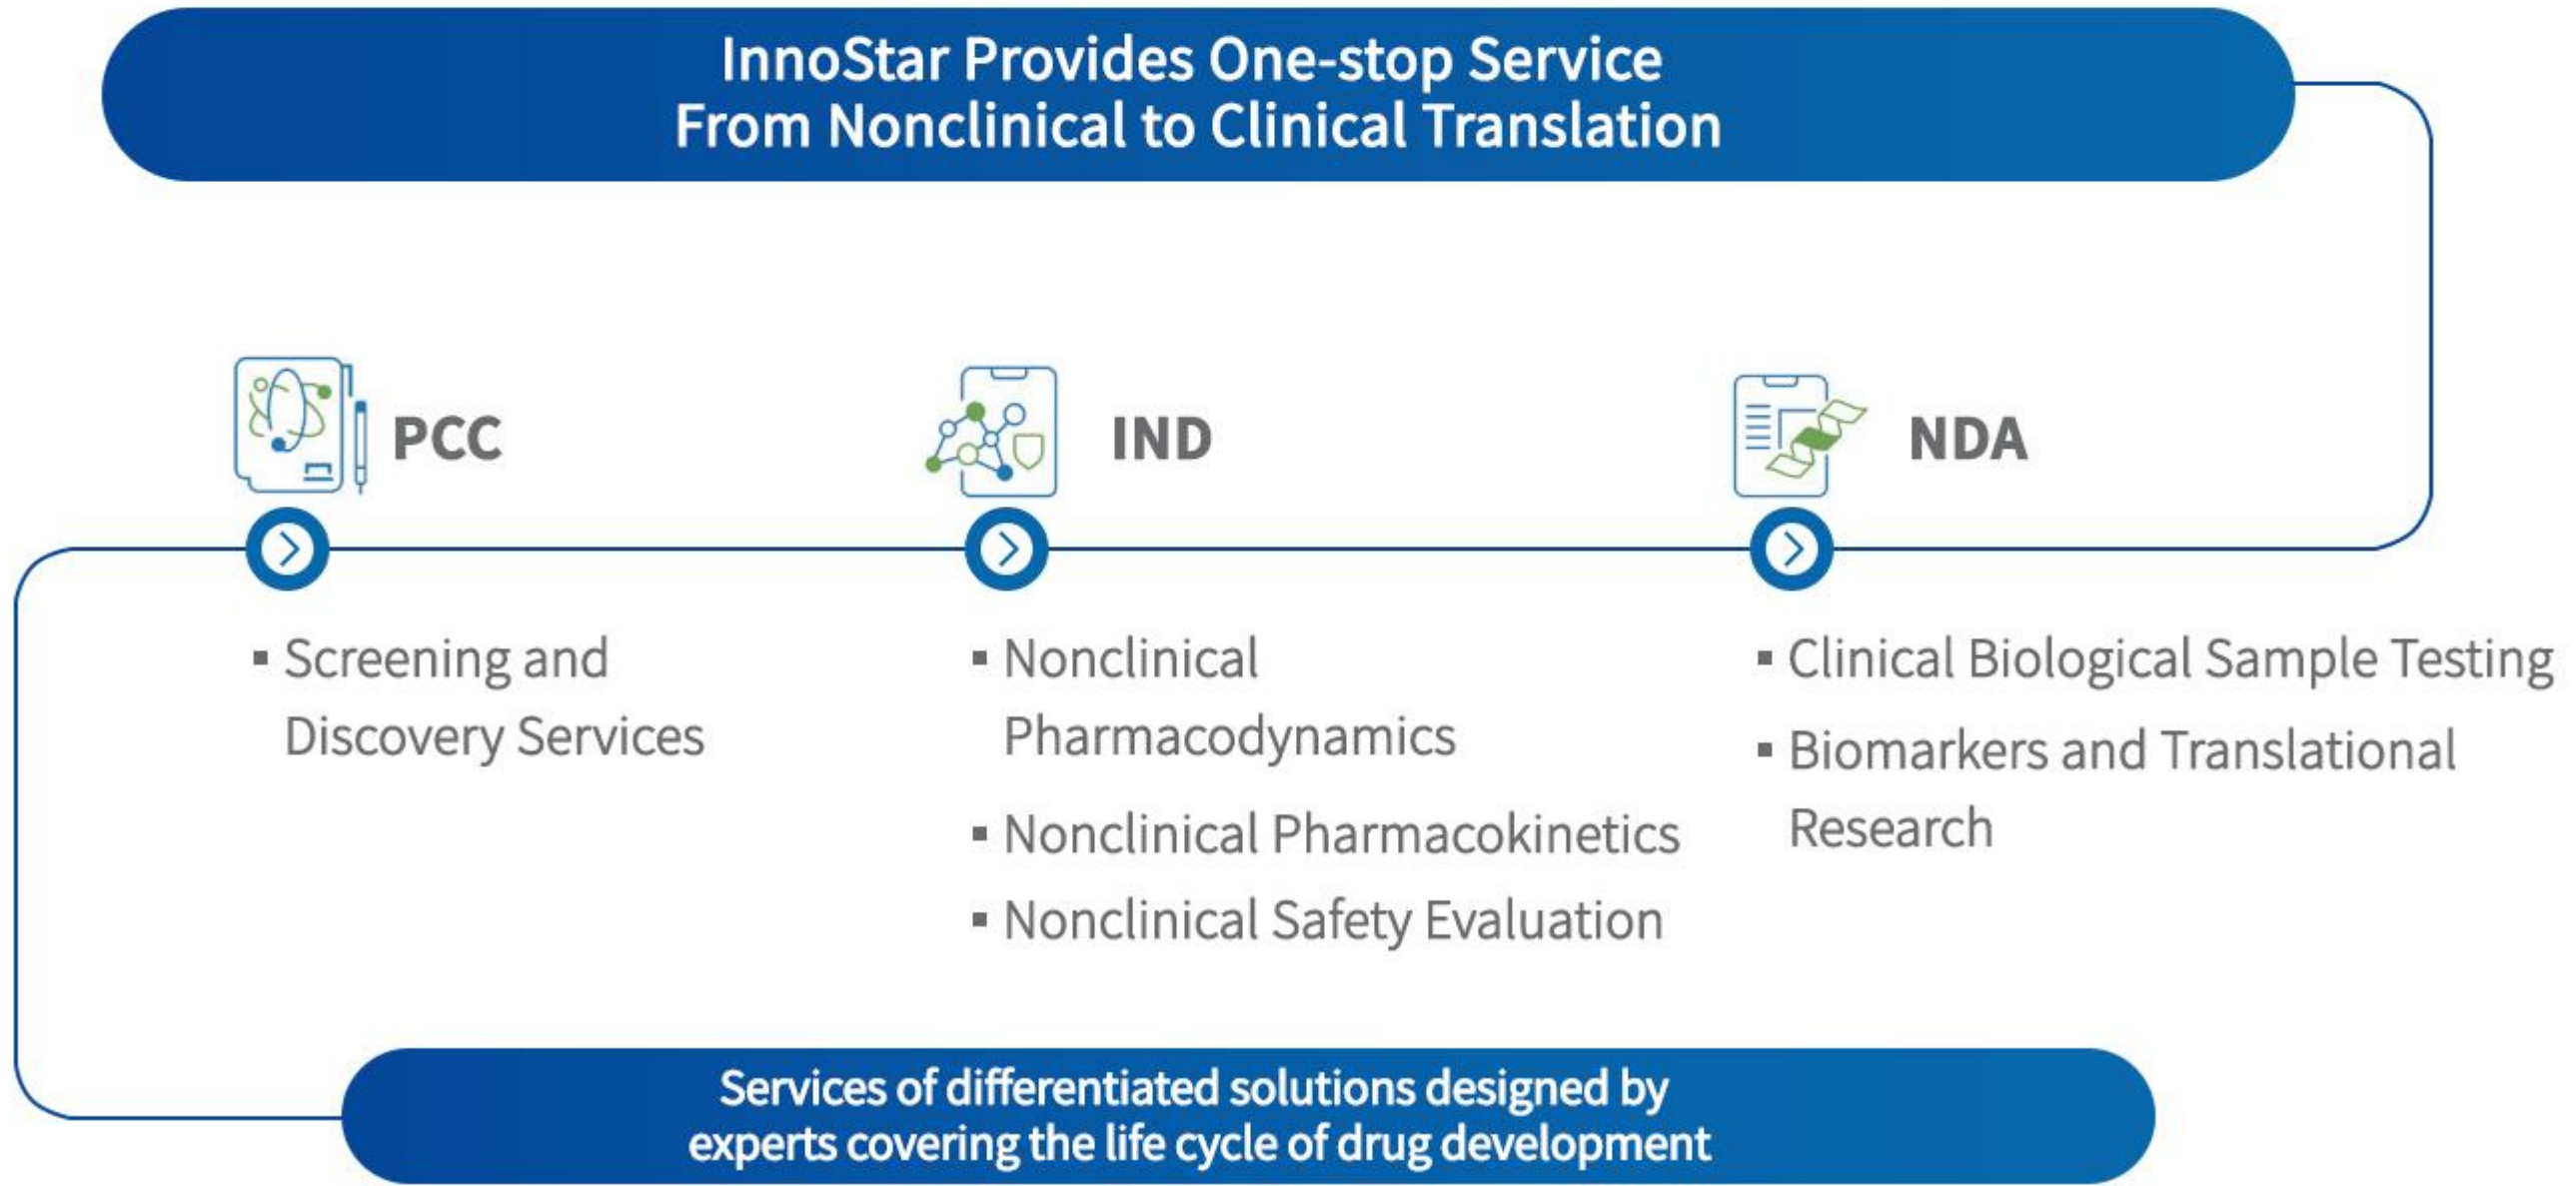 InnoStar Provides One-stop Service
From Nonclinical to Clinical Translation
PCC
IND
NDA
▪ Screening and
Discovery Services
▪ Nonclinical
Pharmacodynamics
▪ Nonclinical Pharmacokinetics
▪ Nonclinical Safety Evaluation
▪ Clinical Biological Sample Testing
▪ Biomarkers and Translational
Research
Services of differentiated solutions designed by
experts covering the life cycle of drug development